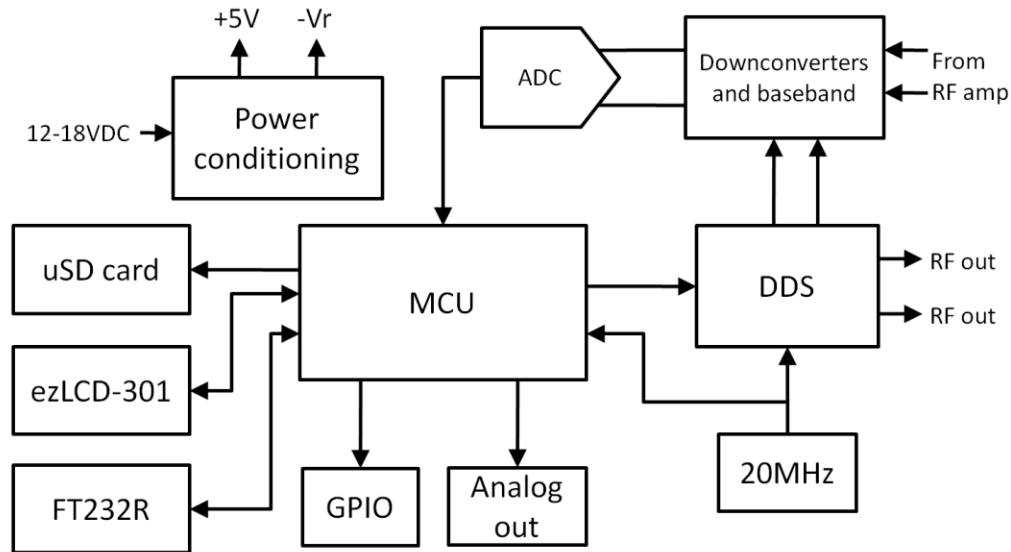 +5V
-Vr
12-18VDC
Power
conditioning
ADC
Downconverters
and baseband
From
RF amp
uSD card
MCU
DDS
RF out
RF out
ezLCD-301
FT232R
GPIO
Analog
out
20MHz